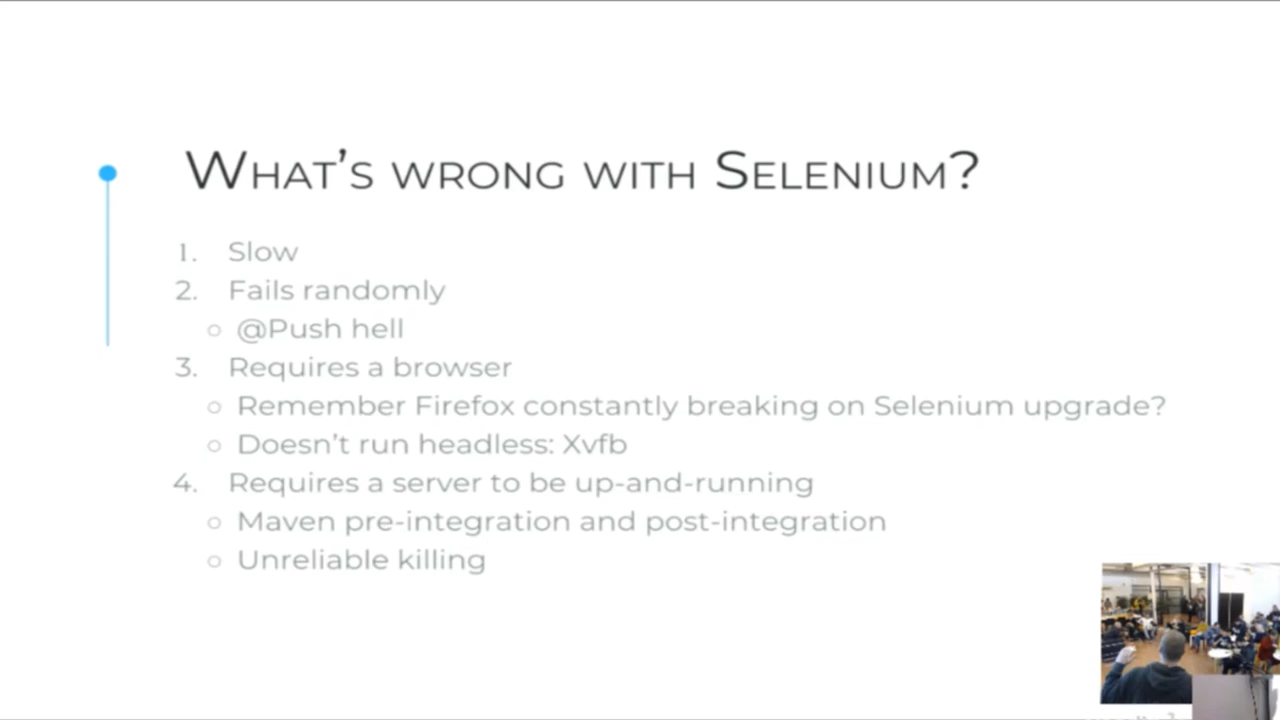 What's wrong with Selenium?
1. Slow
2. Fails randomly
○ @Push hell
3. Requires a browser
○ Remember Firefox constantly breaking on Selenium upgrade?
○ Doesn't run headless: Xvfb
4. Requires a server to be up-and-running
○ Maven pre-integration and post-integration
○ Unreliable killing